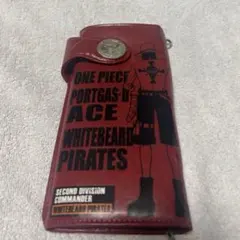 ONE PIECE
PORTGAS·D
ACE
WHITEBEARD
PIRATES
SECOND DIVISION
COMMANDER
WHITEBEARD PIRATES